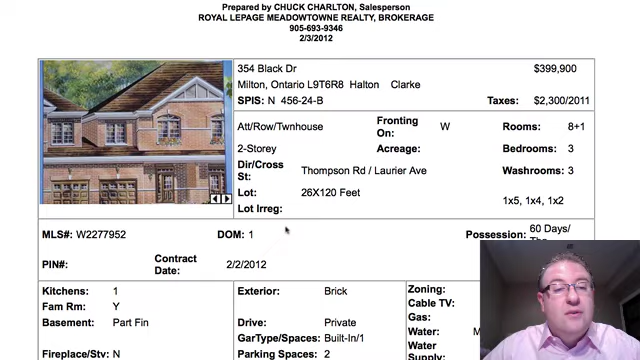 Prepared by CHUCK CHARLTON, Salesperson
ROYAL LEPAGE MEADOWTOWNE REALTY, BROKERAGE
905-693-9346
2/3/2012
354 Black Dr $399,900
Milton, Ontario L9T6R8 Halton Clarke
SPIS: N 456-24-B Taxes: $2,300/2011
Att/Row/Twnhouse Fronting On: W Rooms: 8+1
2-Storey Acreage: Bedrooms: 3
Dir/Cross St: Thompson Rd / Laurier Ave Washrooms: 3
Lot: 26X120 Feet 1x5, 1x4, 1x2
Lot Irreg:
MLS#: W2277952 DOM: 1 Possession: 60 Days/
PIN#: Contract Date: 2/2/2012
Kitchens: 1 Exterior: Brick Zoning:
Fam Rm: Y Cable TV:
Basement: Part Fin Drive: Private Gas:
GarType/Spaces: Built-In/1 Water: M
Fireplace/Stv: N Parking Spaces: 2 Water Supply: